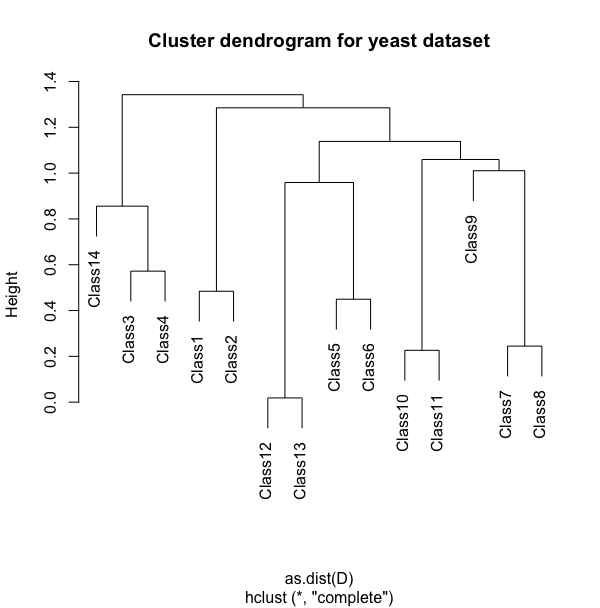 Cluster dendrogram for yeast dataset
Height
1.4
1.2
1.0
0.8
0.6
0.4
0.2
0.0
Class14
Class3
Class4
Class1
Class2
Class12
Class13
Class5
Class6
Class10
Class11
Class9
Class7
Class8
as.dist(D)
hclust (*, "complete")